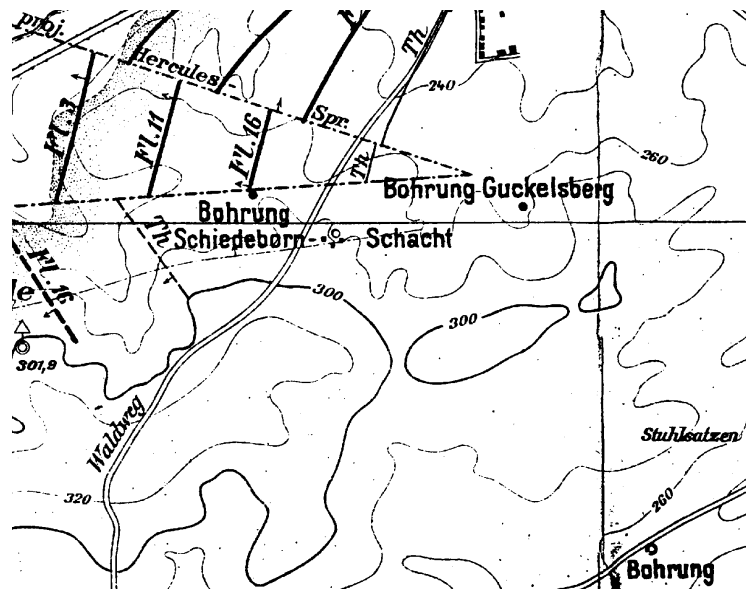 proj.
Hercules-
Spr.
Th
240
Fl.3
Fl.11
Fl.16
Th
260
Bohrung Guckelsberg
Bohrung
Schiedeborn
Schacht
Th
Fl.16
le
301,9
300
300
Waldweg
320
Stuhlsatzen
260
Bohrung